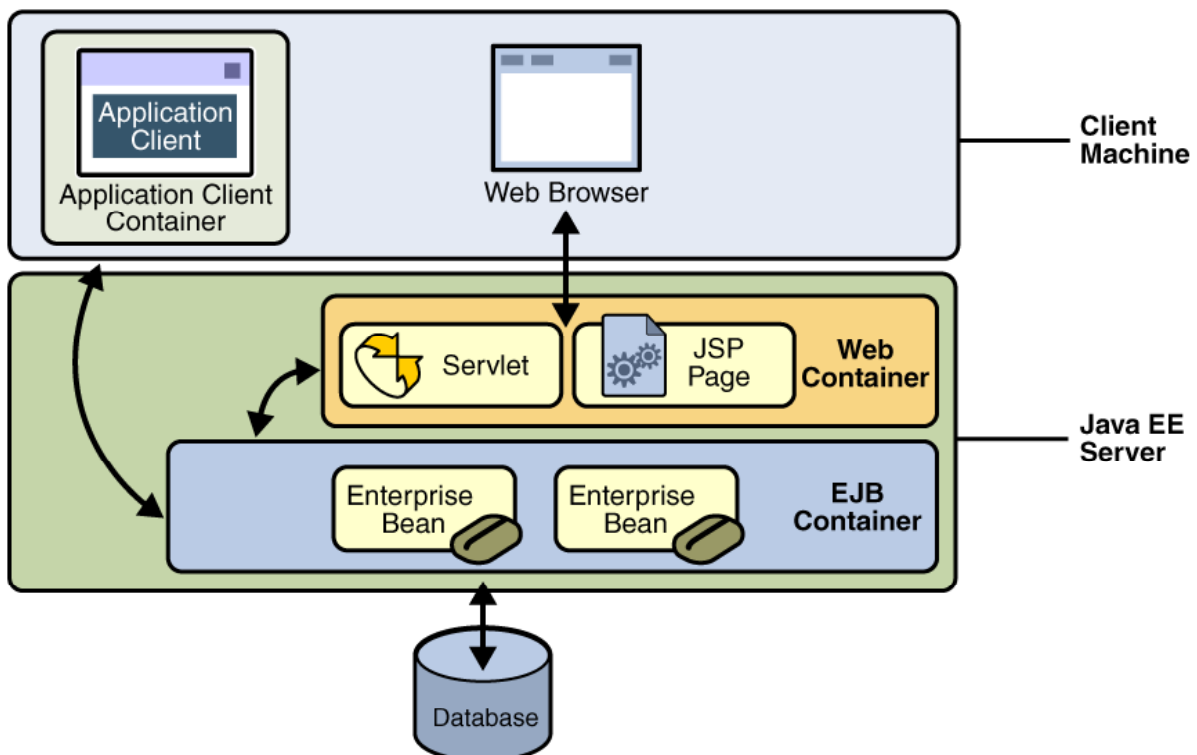 Application
Client
Application Client
Container
Web Browser
Client
Machine
Servlet
JSP
Page
Web
Container
Java EE
Server
Enterprise
Bean
Enterprise
Bean
EJB
Container
Database